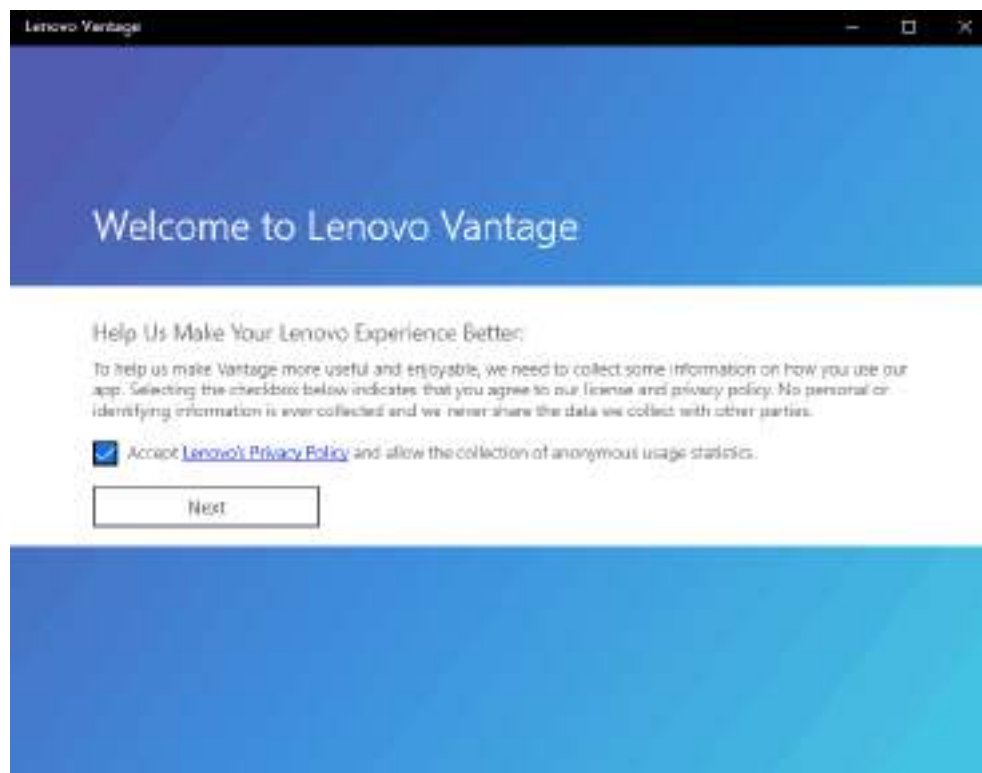 Lenovo Vantage
Welcome to Lenovo Vantage
Help Us Make Your Lenovo Experience Better:
To help us make Vantage more useful and enjoyable, we need to collect some information on how you use our
app. Selecting the checkbox below indicates that you agree to our license and privacy policy. No personal or
identifying information is ever collected and we never share the data we collect with other parties.
Accept Lenovo's Privacy Policy and allow the collection of anonymous usage statistics.
Next